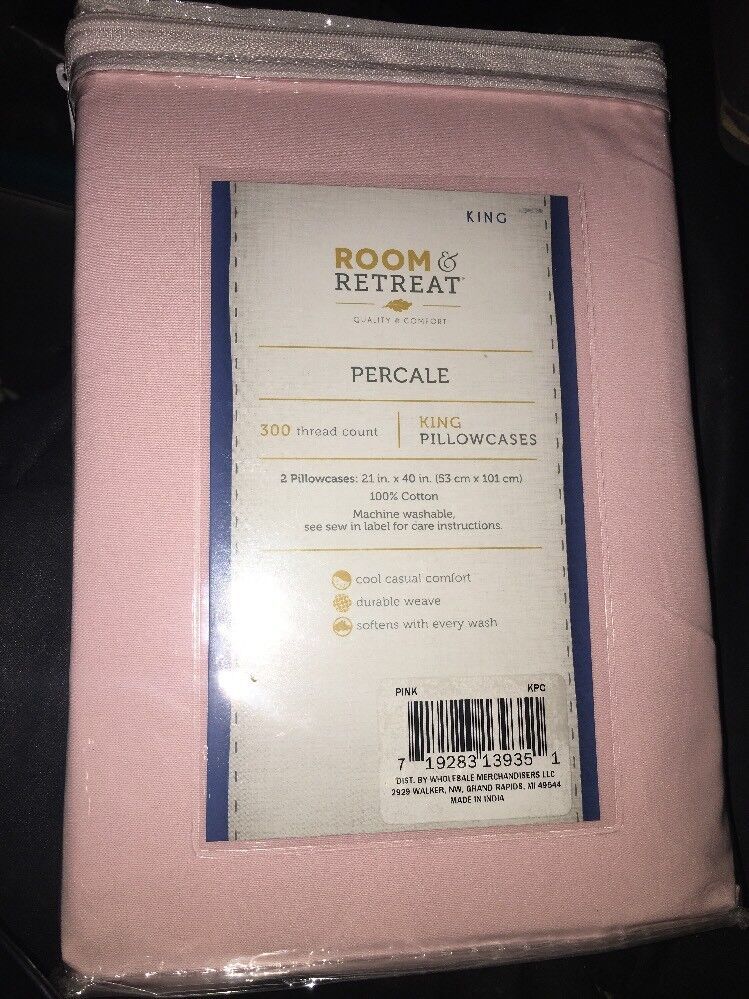 KING
ROOM &
RETREAT
QUALITY & COMFORT
PERCALE
300 thread count
KING
PILLOWCASES
2 Pillowcases: 21 in. x 40 in. (53 cm x 101 cm)
100% Cotton
Machine washable,
see sew in label for care instructions.
cool casual comfort
durable weave
softens with every wash
PINK KPC
7 19283 13935 1
DIST. BY WHOLESALE MERCHANDISERS LLC
2929 WALKER, NW, GRAND RAPIDS, MI 49544
MADE IN INDIA